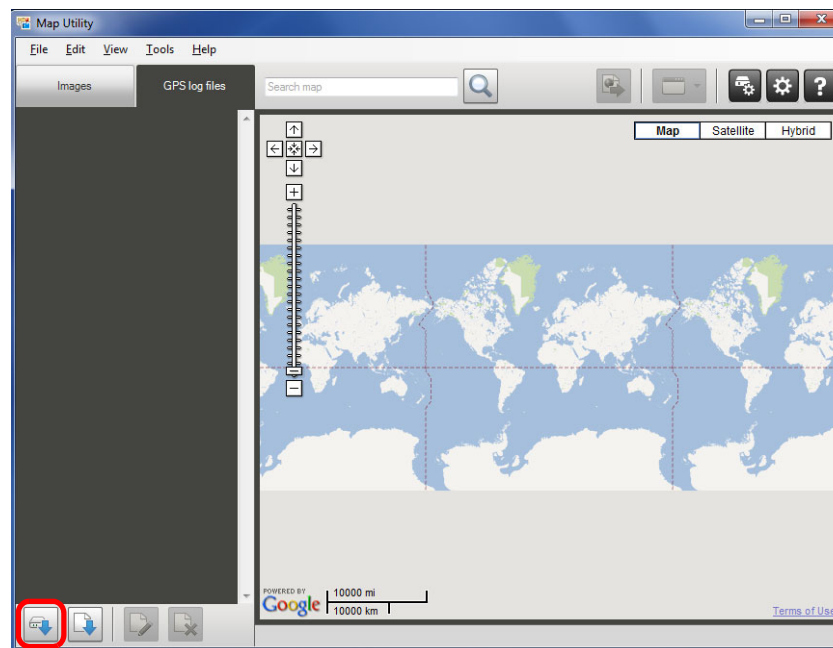 Map Utility
File Edit View Tools Help
Images
GPS log files
Search map
?
Map
Satellite
Hybrid
POWERED BY
Google
10000 mi
10000 km
Terms of Use